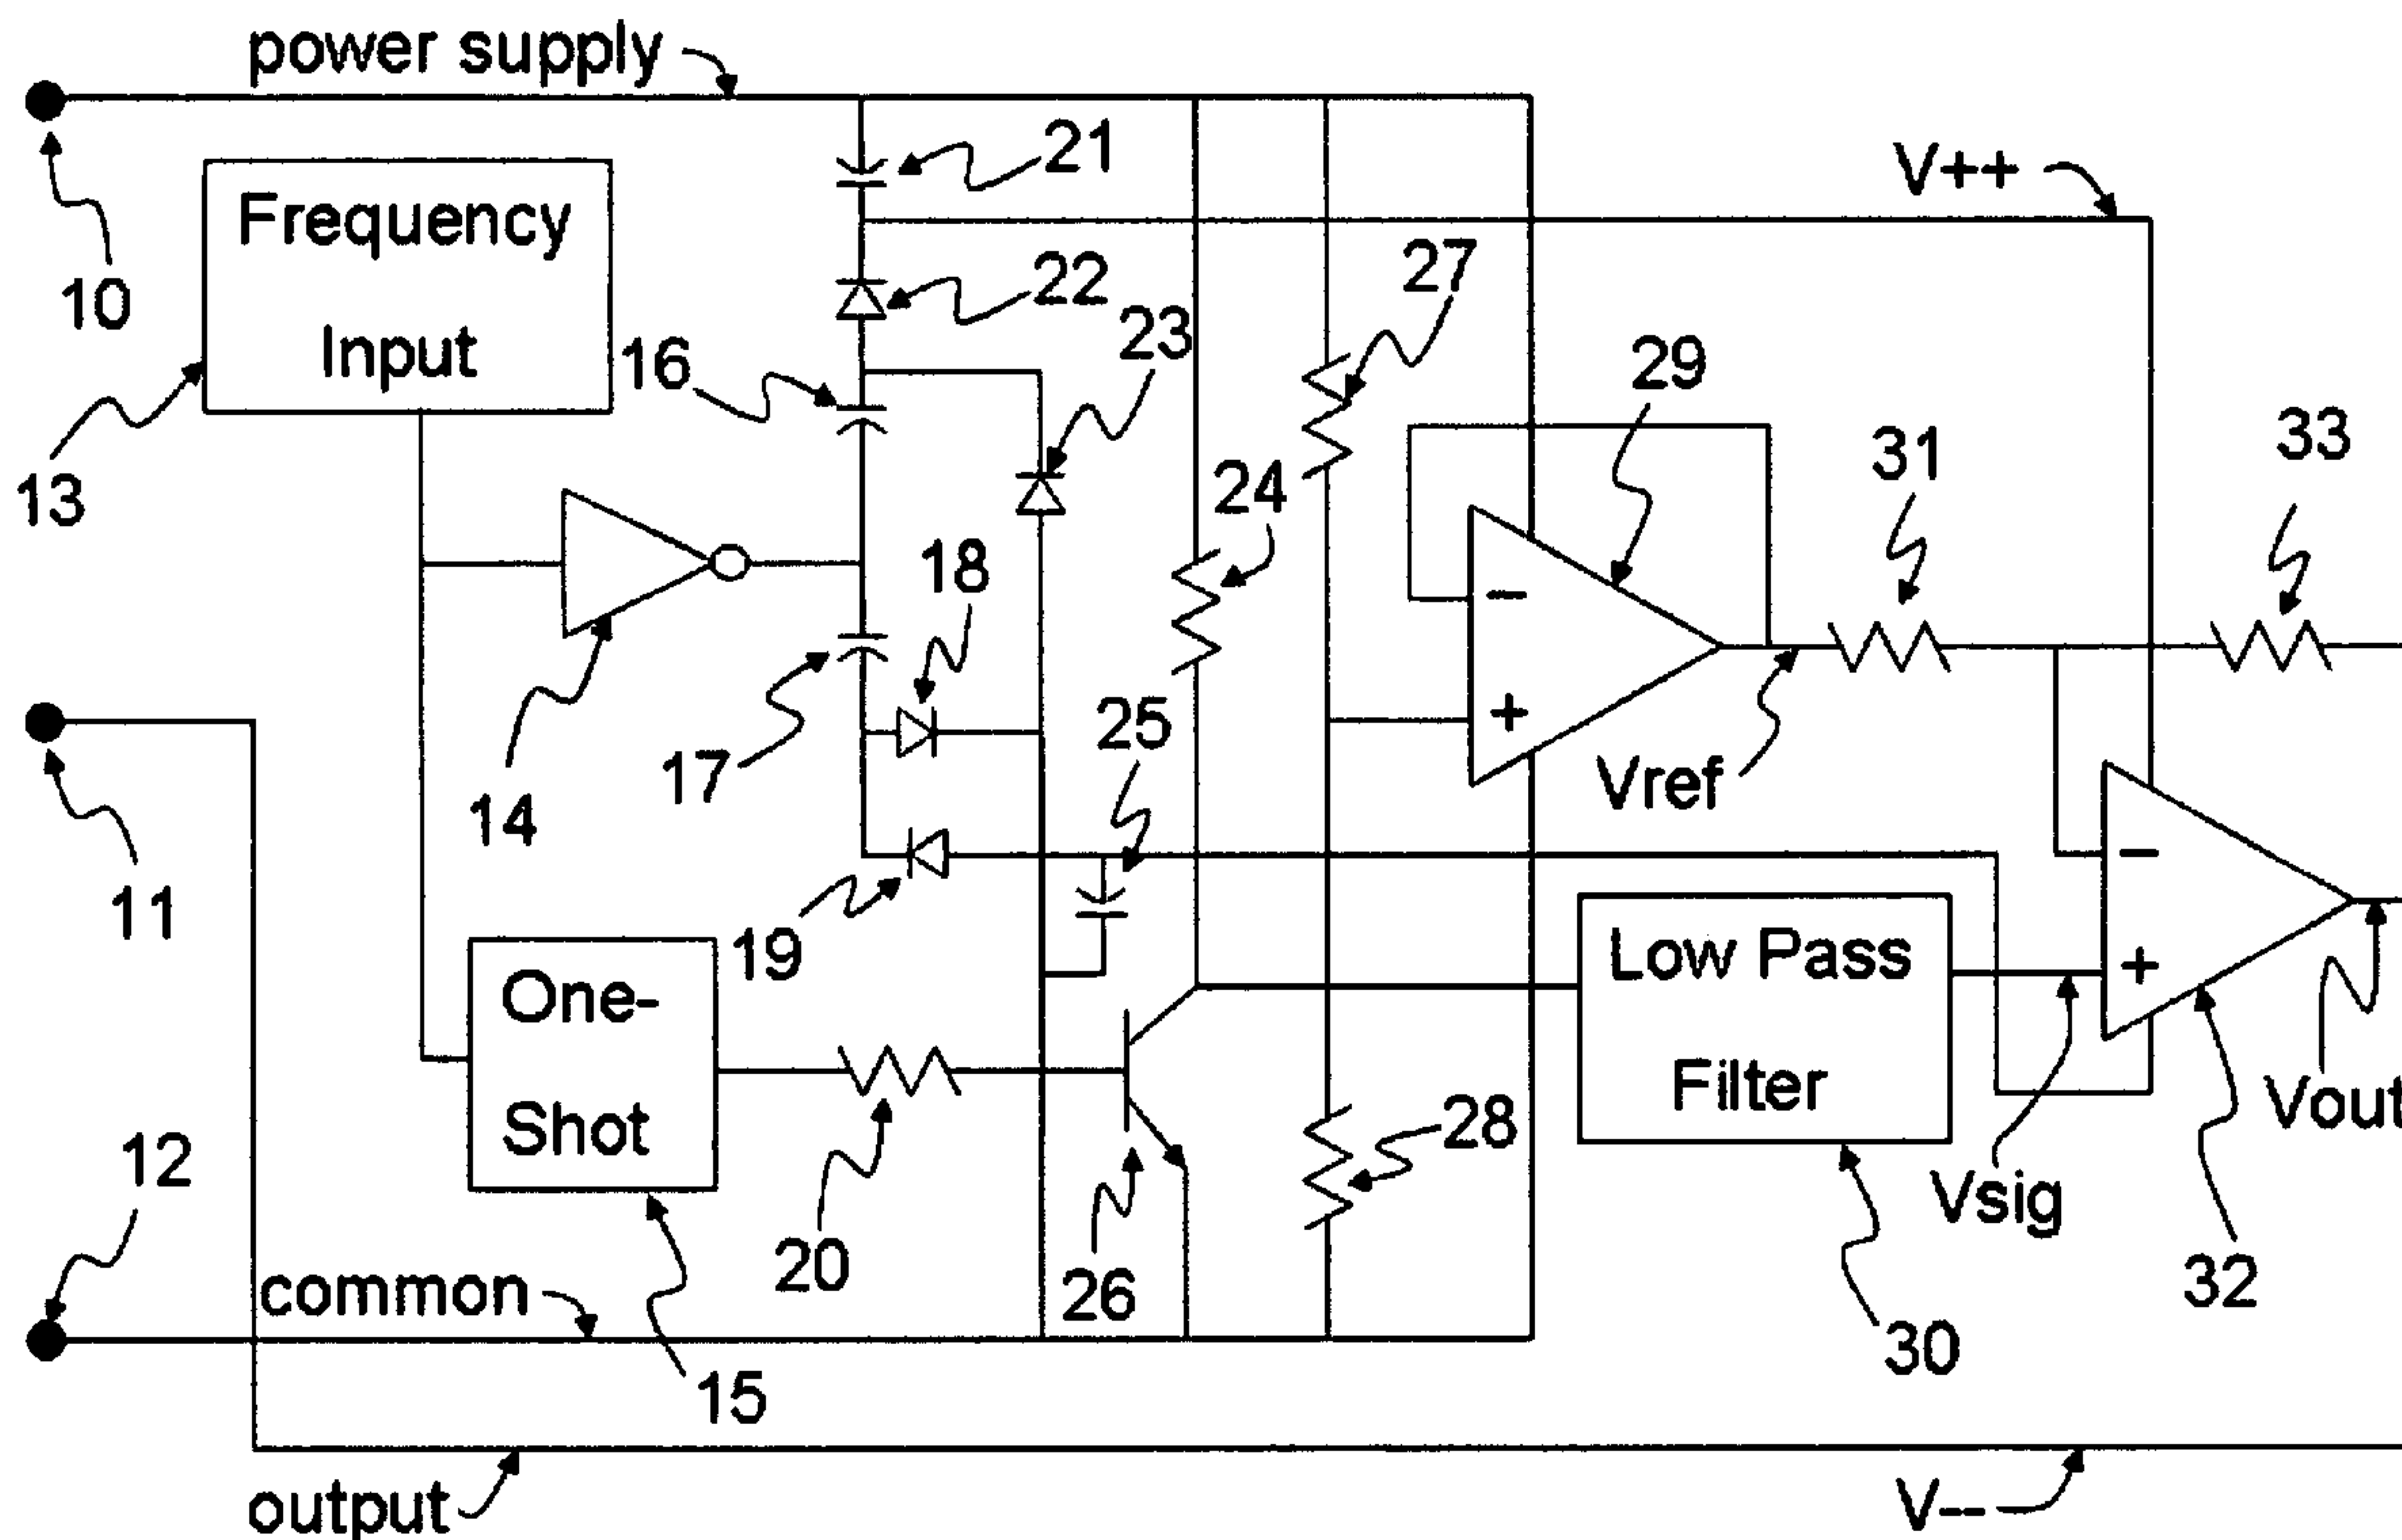 power supply
21
V++
Frequency
Input
10
22
27
23
16
29
31
33
13
24
18
-
25
17
+
Vref
14
11
-
19
Low Pass
Filter
+
One-
Shot
12
28
Vout
Vsig
20
26
common
32
30
15
output
V--